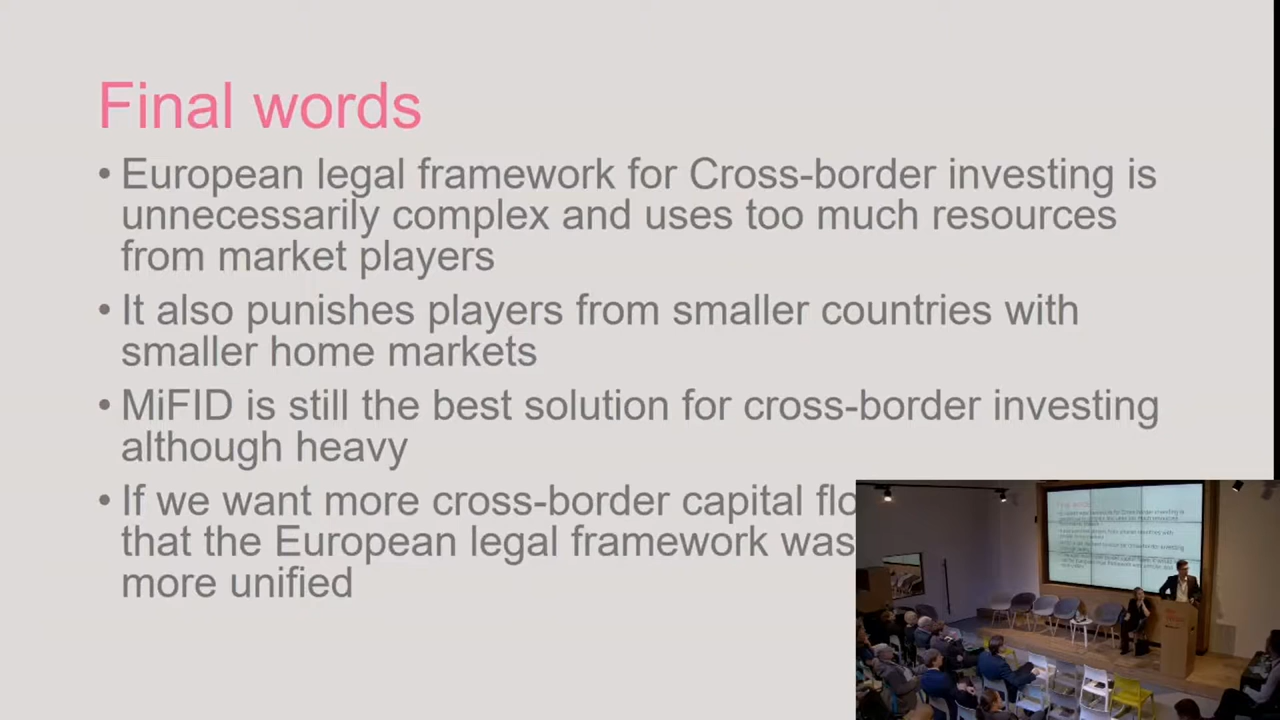 Final words
• European legal framework for Cross-border investing is
unnecessarily complex and uses too much resources
from market players
• It also punishes players from smaller countries with
smaller home markets
• MiFID is still the best solution for cross-border investing
although heavy
• If we want more cross-border capital
that the European legal framework was
more unified